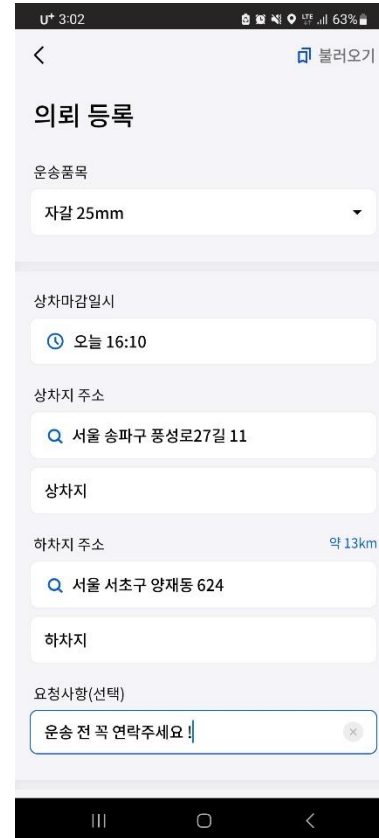 U+ 3:02 LTE 63%
불러오기
의뢰 등록
운송품목
자갈 25mm
상차마감일시
오늘 16:10
상차지 주소
서울 송파구 풍성로27길 11
상차지
하차지 주소 약 13km
서울 서초구 양재동 624
하차지
요청사항(선택)
운송 전 꼭 연락주세요 !